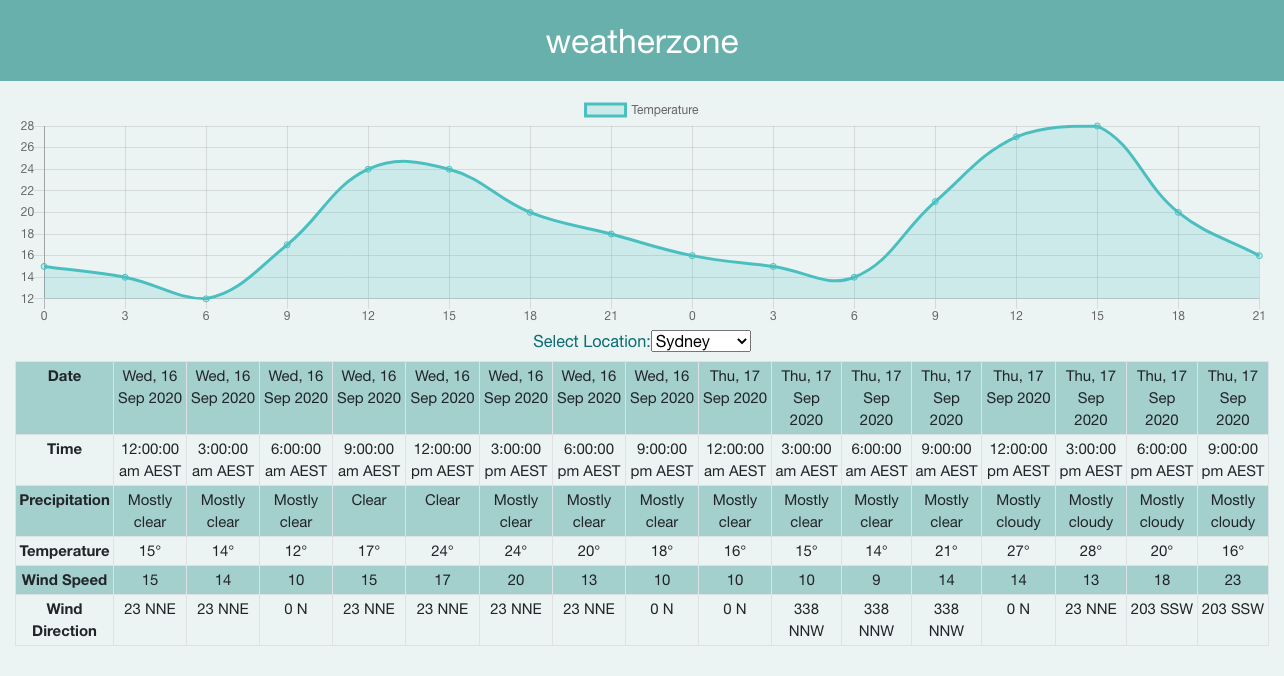 weatherzone
Temperature
28
26
24
22
20
18
16
14
12
0 3 6 9 12 15 18 21 0 3 6 9 12 15 18 21
Select Location: Sydney
Date Wed, 16 Wed, 16 Wed, 16 Wed, 16 Wed, 16 Wed, 16 Wed, 16 Wed, 16 Thu, 17 Thu, 17 Thu, 17 Thu, 17 Thu, 17 Thu, 17 Thu, 17 Thu, 17
Sep 2020 Sep 2020 Sep 2020 Sep 2020 Sep 2020 Sep 2020 Sep 2020 Sep 2020 Sep 2020 Sep Sep Sep Sep 2020 Sep Sep Sep
2020 2020 2020 2020 2020 2020
Time 12:00:00 3:00:00 6:00:00 9:00:00 12:00:00 3:00:00 6:00:00 9:00:00 12:00:00 3:00:00 6:00:00 9:00:00 12:00:00 3:00:00 6:00:00 9:00:00
am AEST am AEST am AEST am AEST pm AEST pm AEST pm AEST pm AEST am AEST am AEST am AEST am AEST pm AEST pm AEST pm AEST pm AEST
Precipitation Mostly Mostly Mostly Clear Clear Mostly Mostly Mostly Mostly Mostly Mostly Mostly Mostly Mostly Mostly Mostly
clear clear clear clear clear clear clear clear clear clear cloudy cloudy cloudy cloudy
Temperature 15° 14° 12° 17° 24° 24° 20° 18° 16° 15° 14° 21° 27° 28° 20° 16°
Wind Speed 15 14 10 15 17 20 13 10 10 10 9 14 14 13 18 23
Wind 23 NNE 23 NNE 0 N 23 NNE 23 NNE 23 NNE 23 NNE 0 N 0 N 338 338 338 0 N 23 NNE 203 SSW 203 SSW
Direction NNW NNW NNW